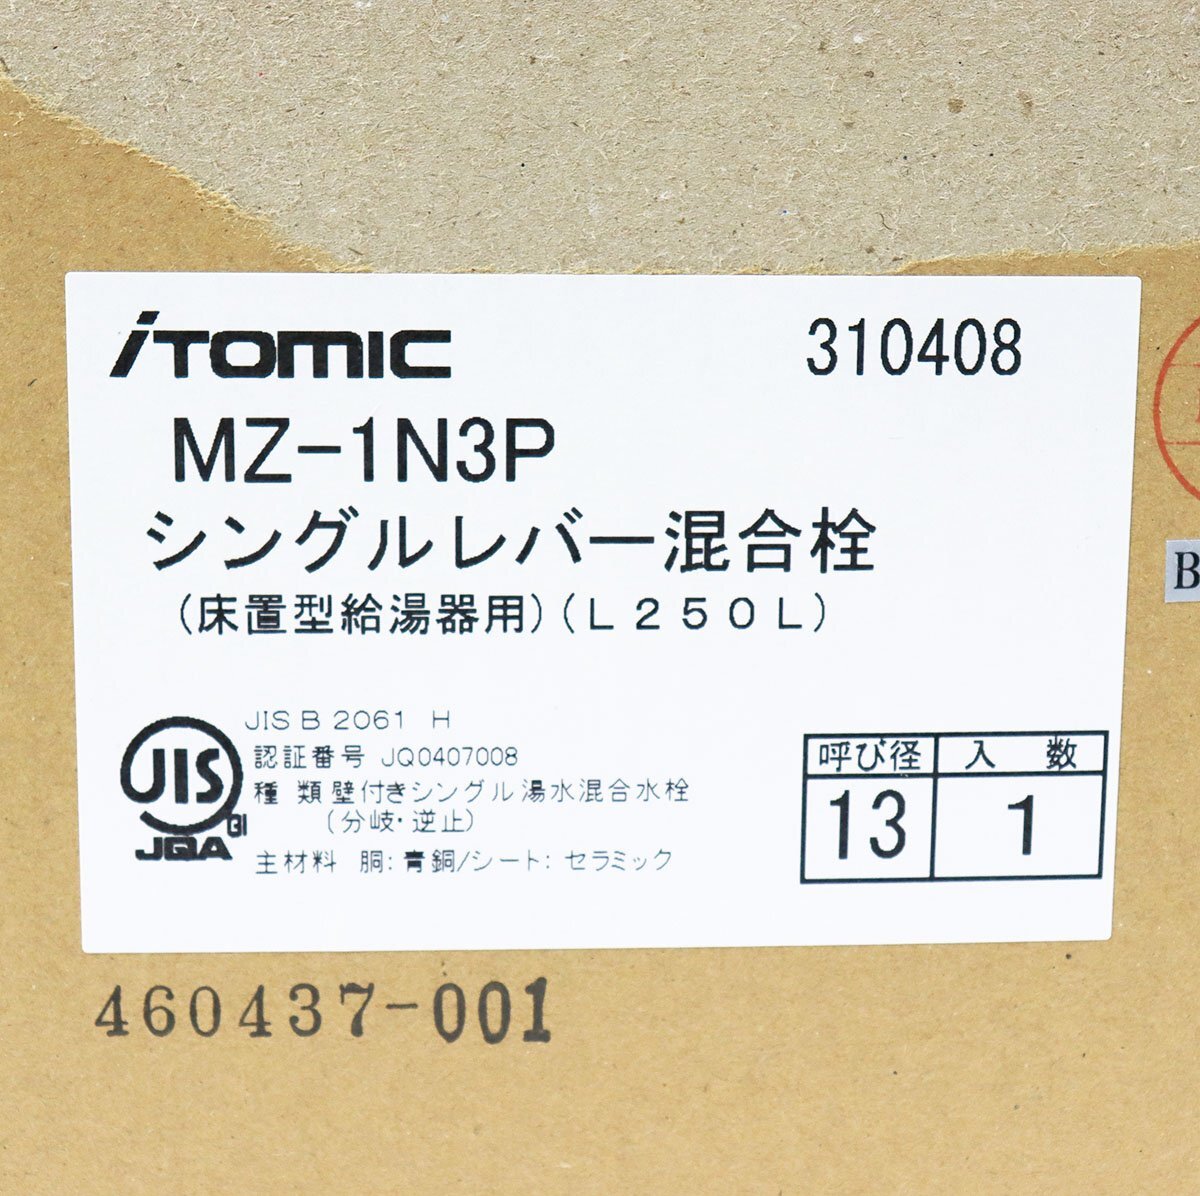 iTOMIC 310408
MZ-1N3P
シングルレバー混合栓
(床置型給湯器用)(L250L)
JIS B 2061 H
認証番号 JQ0407008
種 類 壁付きシングル湯水混合水栓
(分岐・逆止)
主材料 胴:青銅/シート:セラミック
JIS
JQA
呼び径 入 数
13 1
460437-001
B